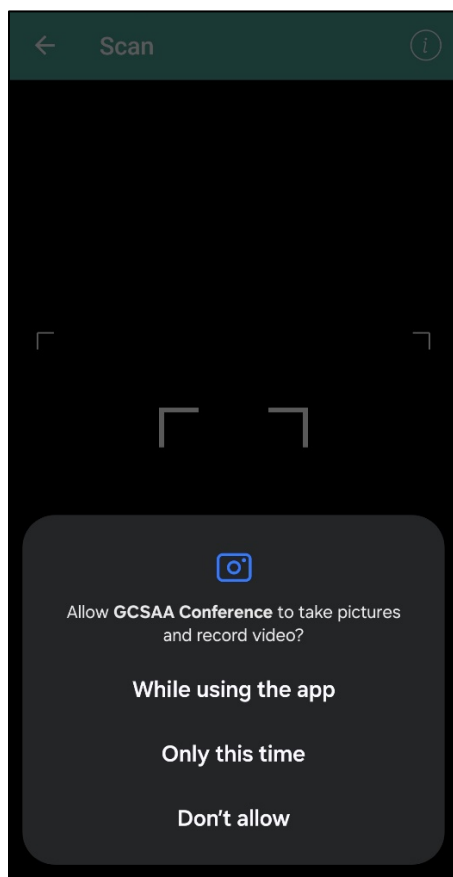 Scan
Allow GCSAA Conference to take pictures
and record video?
While using the app
Only this time
Don't allow